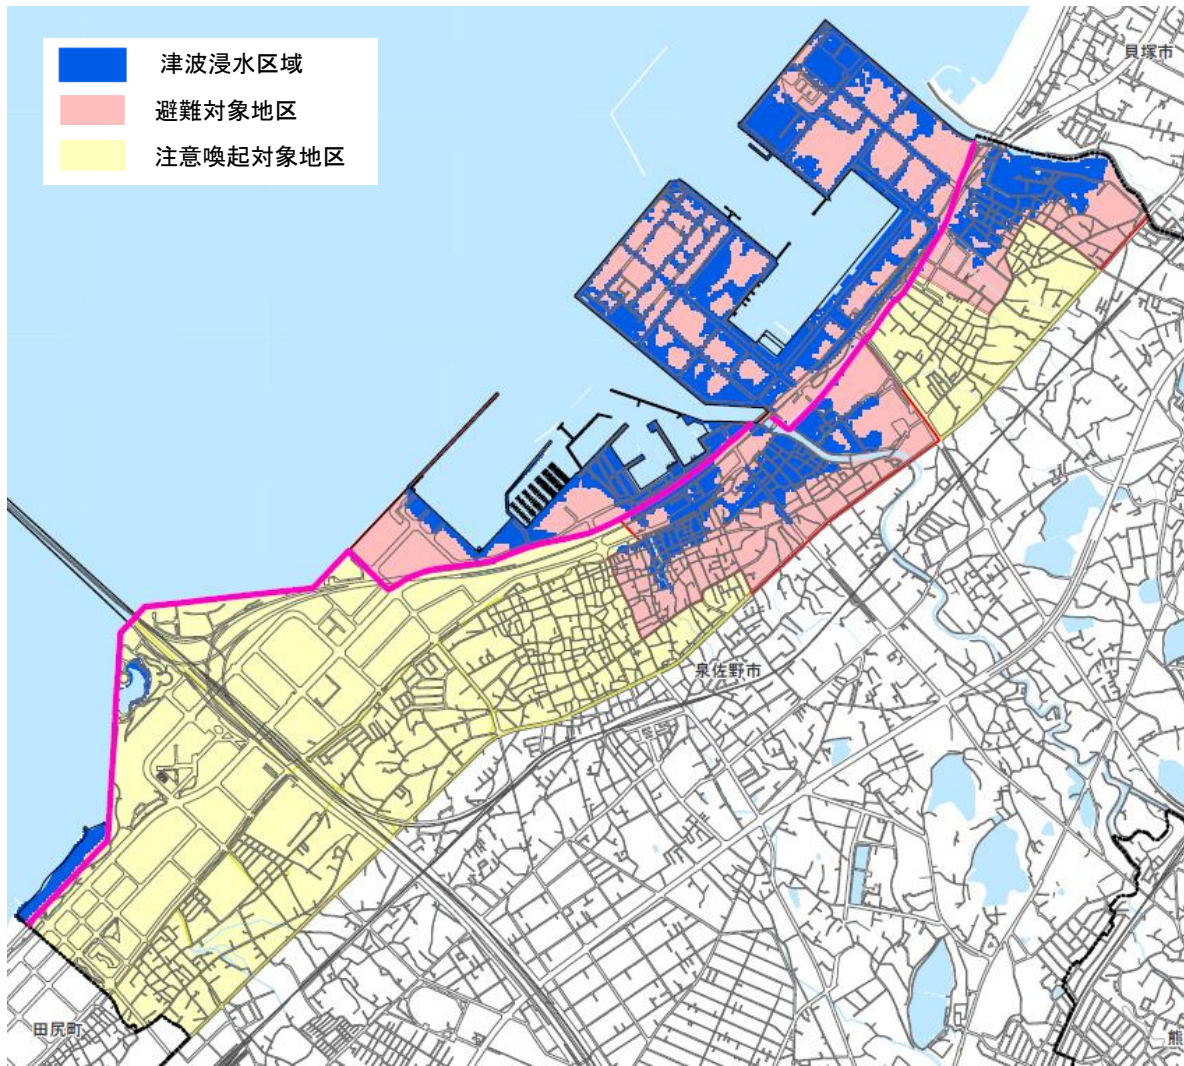 津波浸水区域
避難対象地区
注意喚起対象地区
貝塚市
泉佐野市
田尻町
熊